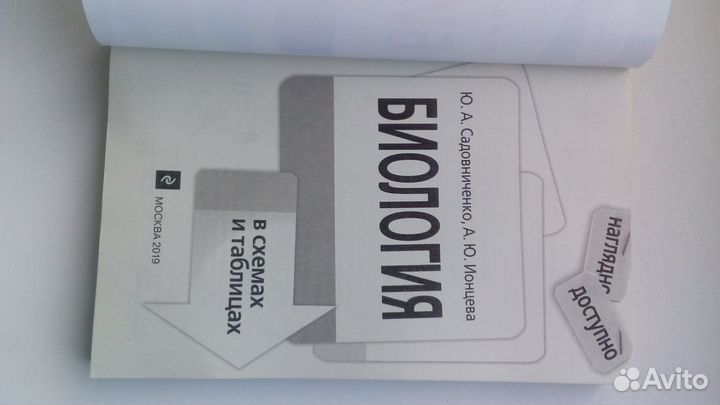 Ю. А. Садовниченко, А. Ю. Ионцева
БИОЛОГИЯ
наглядно
доступно
в схемах
и таблицах
МОСКВА 2019
Avito